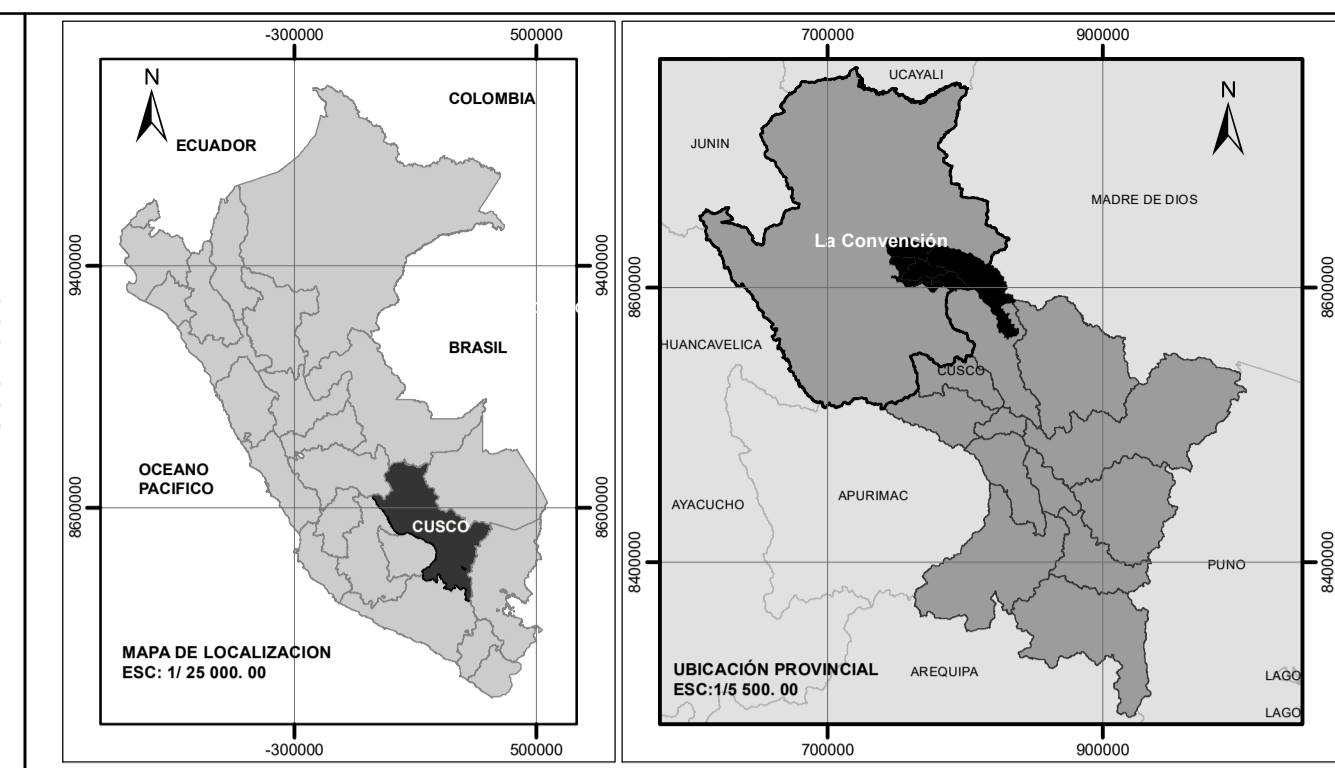 -300000
500000
N
COLOMBIA
ECUADOR
9400000
9400000
BRASIL
OCEANO
PACIFICO
8600000
8600000
CUSCO
MAPA DE LOCALIZACION
ESC: 1/ 25 000. 00
-300000
500000
700000
900000
UCAYALI
N
JUNIN
MADRE DE DIOS
La Convención
8600000
8600000
HUANCAVELICA
CUSCO
AYACUCHO
APURIMAC
8400000
8400000
PUNO
UBICACIÓN PROVINCIAL
ESC:1/5 500. 00
AREQUIPA
LAGO
LAGO
700000
900000